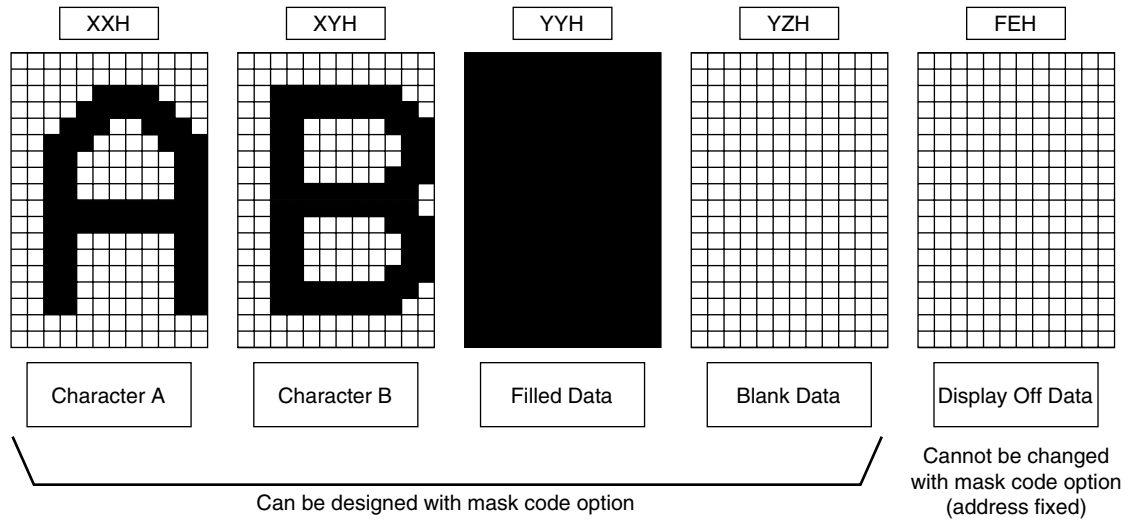 XXH
XYH
YYH
YZH
FEH
Character A
Character B
Filled Data
Blank Data
Display Off Data
Can be designed with mask code option
Cannot be changed
with mask code option
(address fixed)